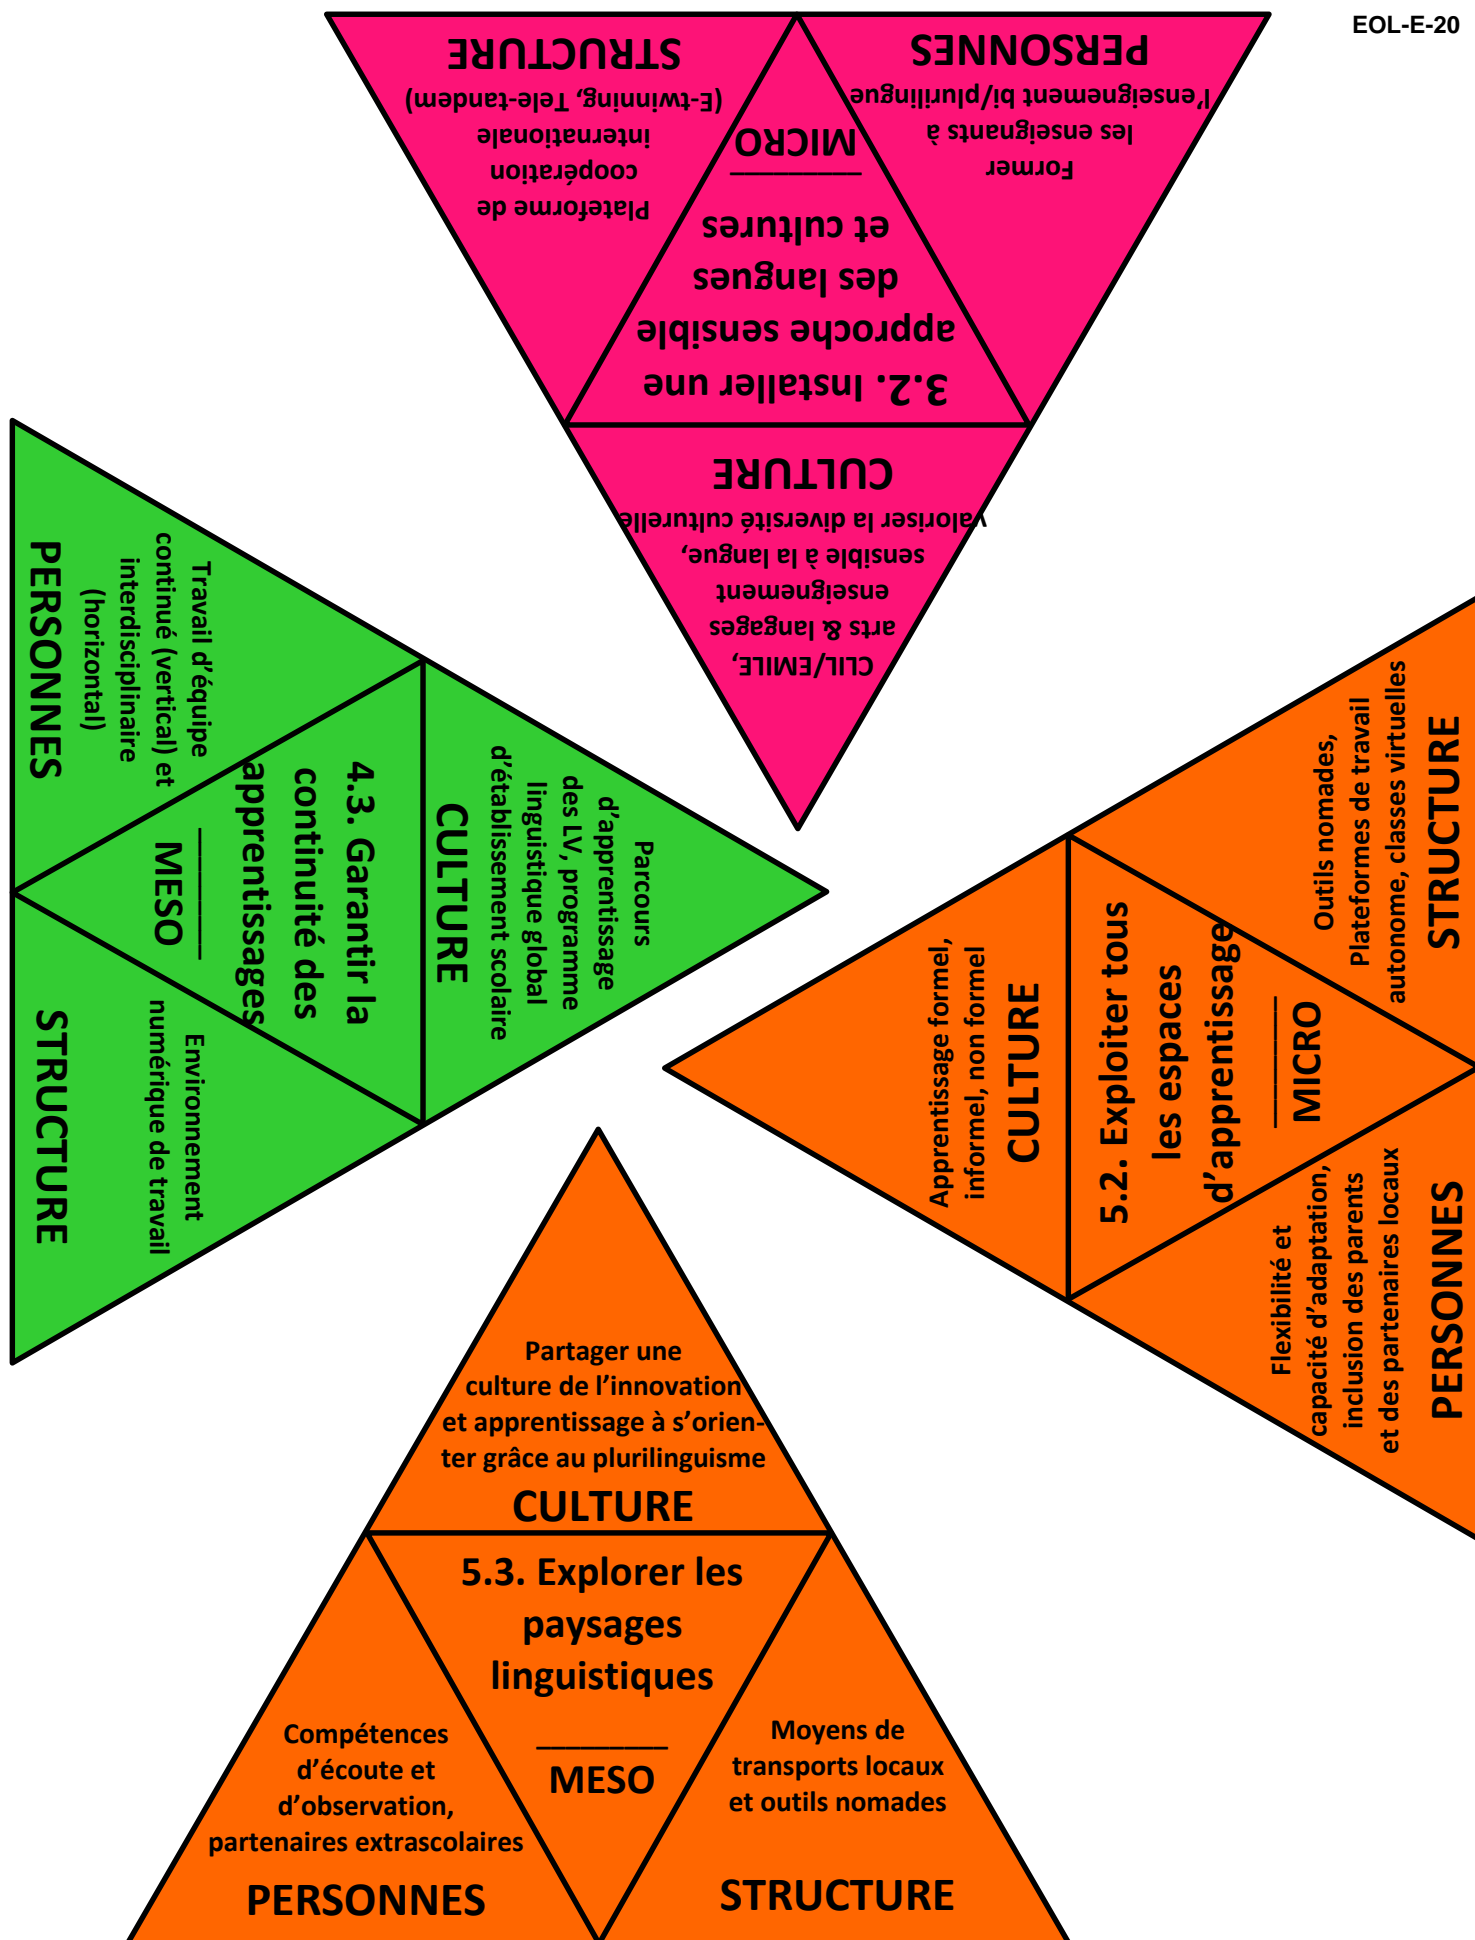 EOL-E-20
3.2. Installer une
approche sensible
des langues
et cultures
__________
MICRO
CULTURE
CLIL/EMILE,
arts & langages
enseignement
sensible à la langue,
valoriser la diversité culturelle
PERSONNES
Former
les enseignants à
l’enseignement bi/plurilingue
STRUCTURE
Plateforme de
coopération
internationale
(E-twinning, Tele-tandem)
4.3. Garantir la
continuité des
apprentissages
__________
MESO
PERSONNES
Travail d’équipe
continué (vertical) et
interdisciplinaire
(horizontal)
CULTURE
Parcours
d’apprentissage
des LV, programme
linguistique global
d’établissement scolaire
STRUCTURE
Environnement
numérique de travail
Apprentissage formel,
informel, non formel
CULTURE
5.2. Exploiter tous
les espaces
d’apprentissage
__________
MICRO
Outils nomades,
Plateformes de travail
autonome, classes virtuelles
STRUCTURE
Flexibilité et
capacité d’adaptation,
inclusion des parents
et des partenaires locaux
PERSONNES
Partager une
culture de l’innovation
et apprentissage à s’orien-
ter grâce au plurilinguisme
CULTURE
5.3. Explorer les
paysages
linguistiques
__________
MESO
Compétences
d’écoute et
d’observation,
partenaires extrascolaires
PERSONNES
Moyens de
transports locaux
et outils nomades
STRUCTURE